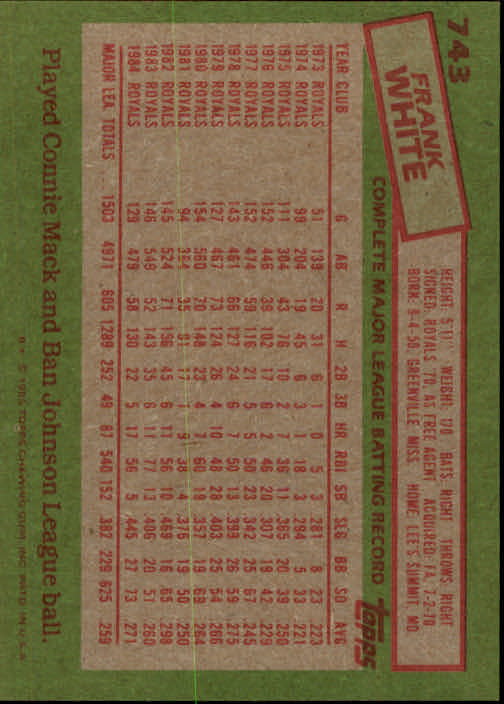 743
FRANK
WHITE
HEIGHT: 5'11" WEIGHT: 170 BATS: RIGHT THROWS: RIGHT
SIGNED: ROYALS '70-AS FREE AGENT ACQUIRED: FA, 7-2-70
BORN: 9-4-50, GREENVILLE, MISS. HOME: LEE'S SUMMIT, MO
COMPLETE MAJOR LEAGUE BATTING RECORD topps
YEAR CLUB G AB R H 2B 3B HR RBI SB SLG BB SO AVG
1973 ROYALS 51 139 20 31 6 1 0 5 3 .281 8 23 .223
1974 ROYALS 99 204 19 45 6 3 1 18 3 .294 5 33 .221
1975 ROYALS 111 304 43 76 10 2 7 36 11 .365 20 39 .250
1976 ROYALS 152 446 39 102 17 6 2 46 20 .307 19 42 .229
1977 ROYALS 152 474 59 116 21 5 5 50 23 .342 25 67 .245
1978 ROYALS 143 461 66 127 24 6 7 50 13 .399 26 59 .275
1979 ROYALS 127 467 73 124 26 4 10 48 28 .403 25 54 .266
1980 ROYALS 154 560 70 148 23 4 7 60 19 .357 19 69 .264
1981 ROYALS 94 364 35 91 17 1 9 38 4 .376 19 50 .250
1982 ROYALS 145 524 71 156 45 6 11 56 10 .469 16 65 .298
1983 ROYALS 146 549 52 143 35 6 11 77 13 .406 20 51 .260
1984 ROYALS 129 479 58 130 22 5 17 56 5 .445 27 73 .271
MAJOR LEA. TOTALS 1503 4971 605 1289 252 49 87 540 152 .382 229 625 .259
Played Connie Mack and Ban Johnson League ball.
© 1985 TOPPS CHEWING GUM, INC. PRTD. IN U.S.A.